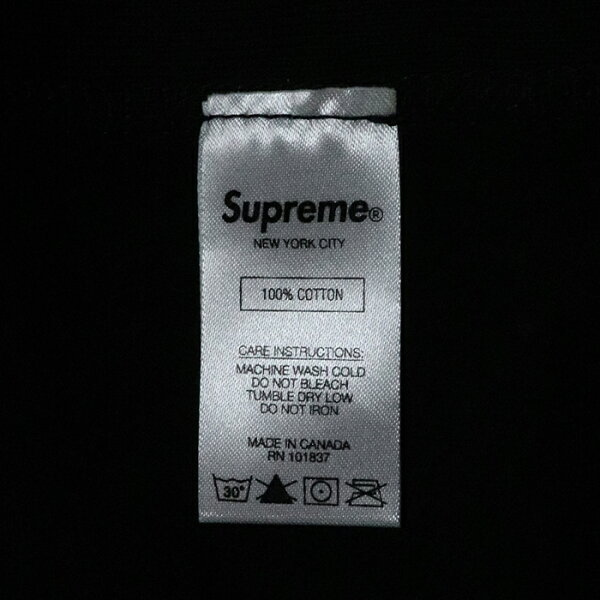 Supreme®
NEW YORK CITY
100% COTTON
CARE INSTRUCTIONS:
MACHINE WASH COLD
DO NOT BLEACH
TUMBLE DRY LOW
DO NOT IRON
MADE IN CANADA
RN 101837
30°